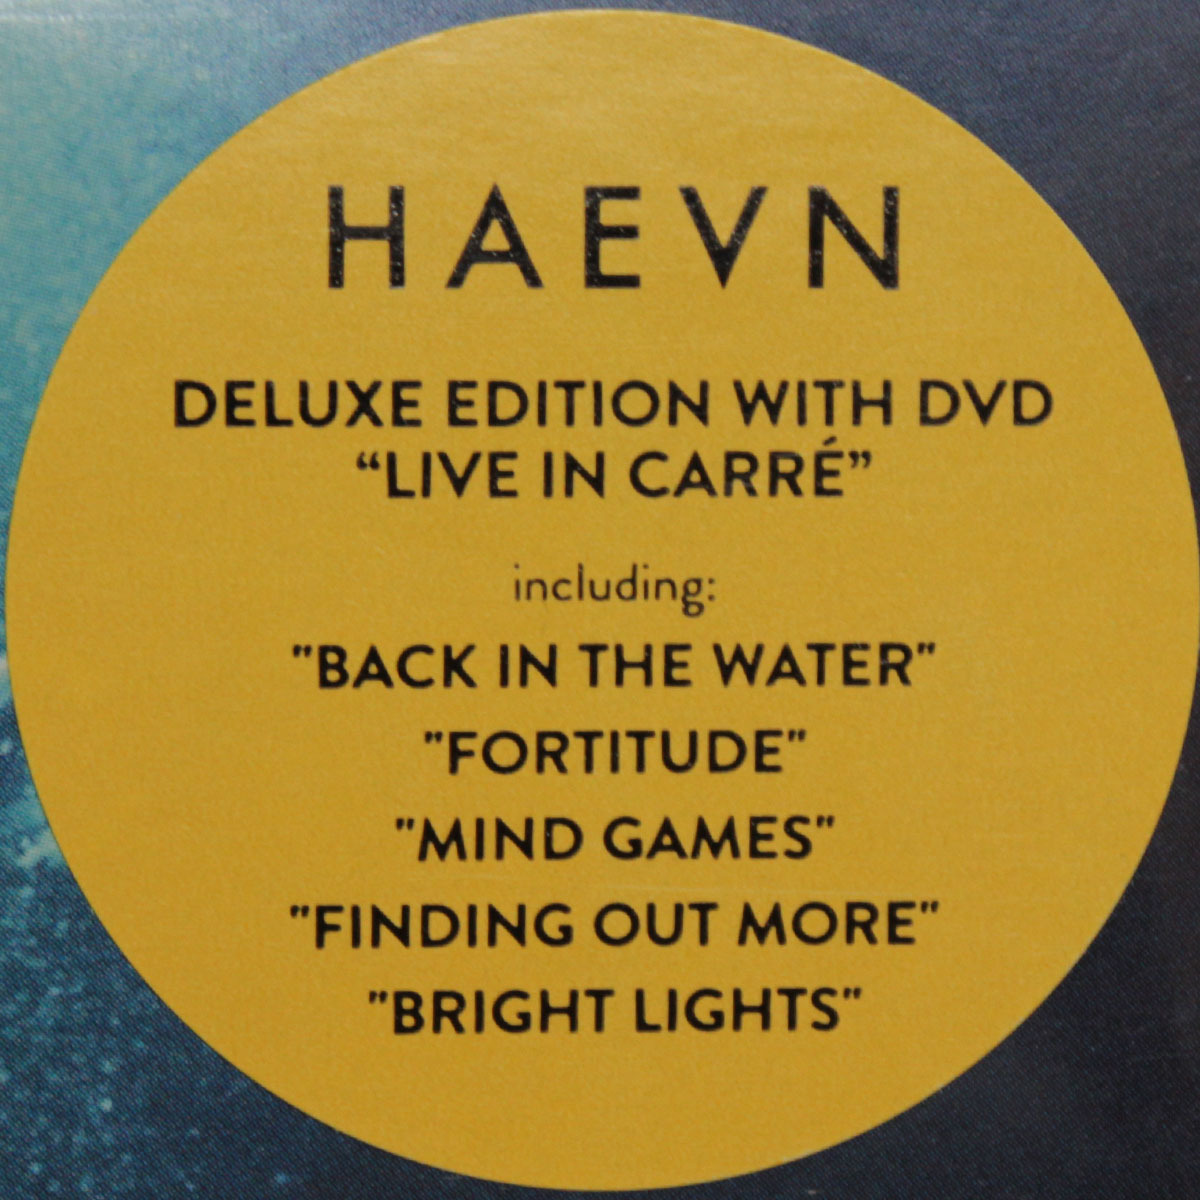 HAEVN
DELUXE EDITION WITH DVD
“LIVE IN CARRÉ”
including:
"BACK IN THE WATER"
"FORTITUDE"
"MIND GAMES"
"FINDING OUT MORE"
"BRIGHT LIGHTS"